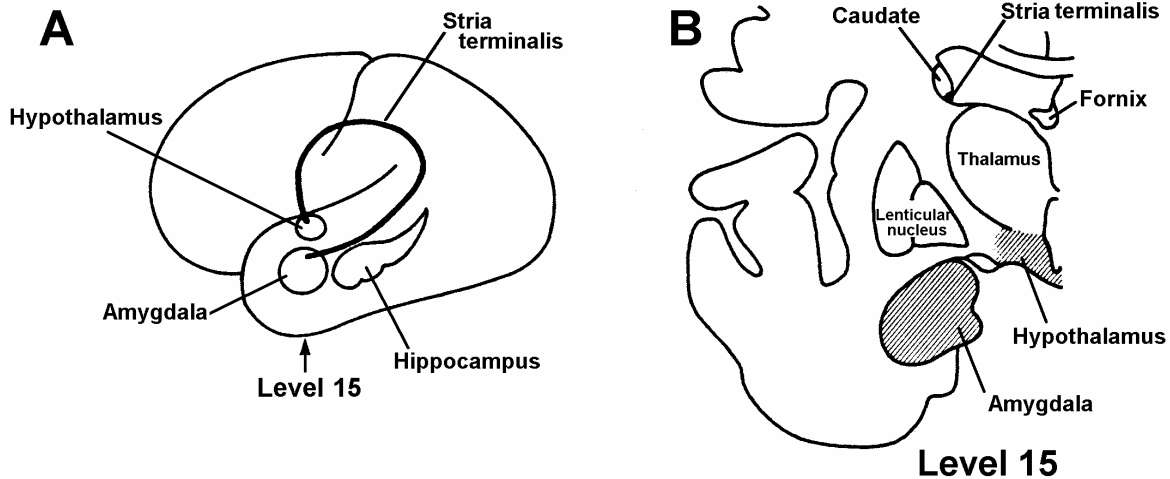 A
Stria
terminalis
Hypothalamus
Amygdala
Hippocampus
Level 15
B
Caudate
Stria terminalis
Fornix
Thalamus
Lenticular
nucleus
Hypothalamus
Amygdala
Level 15